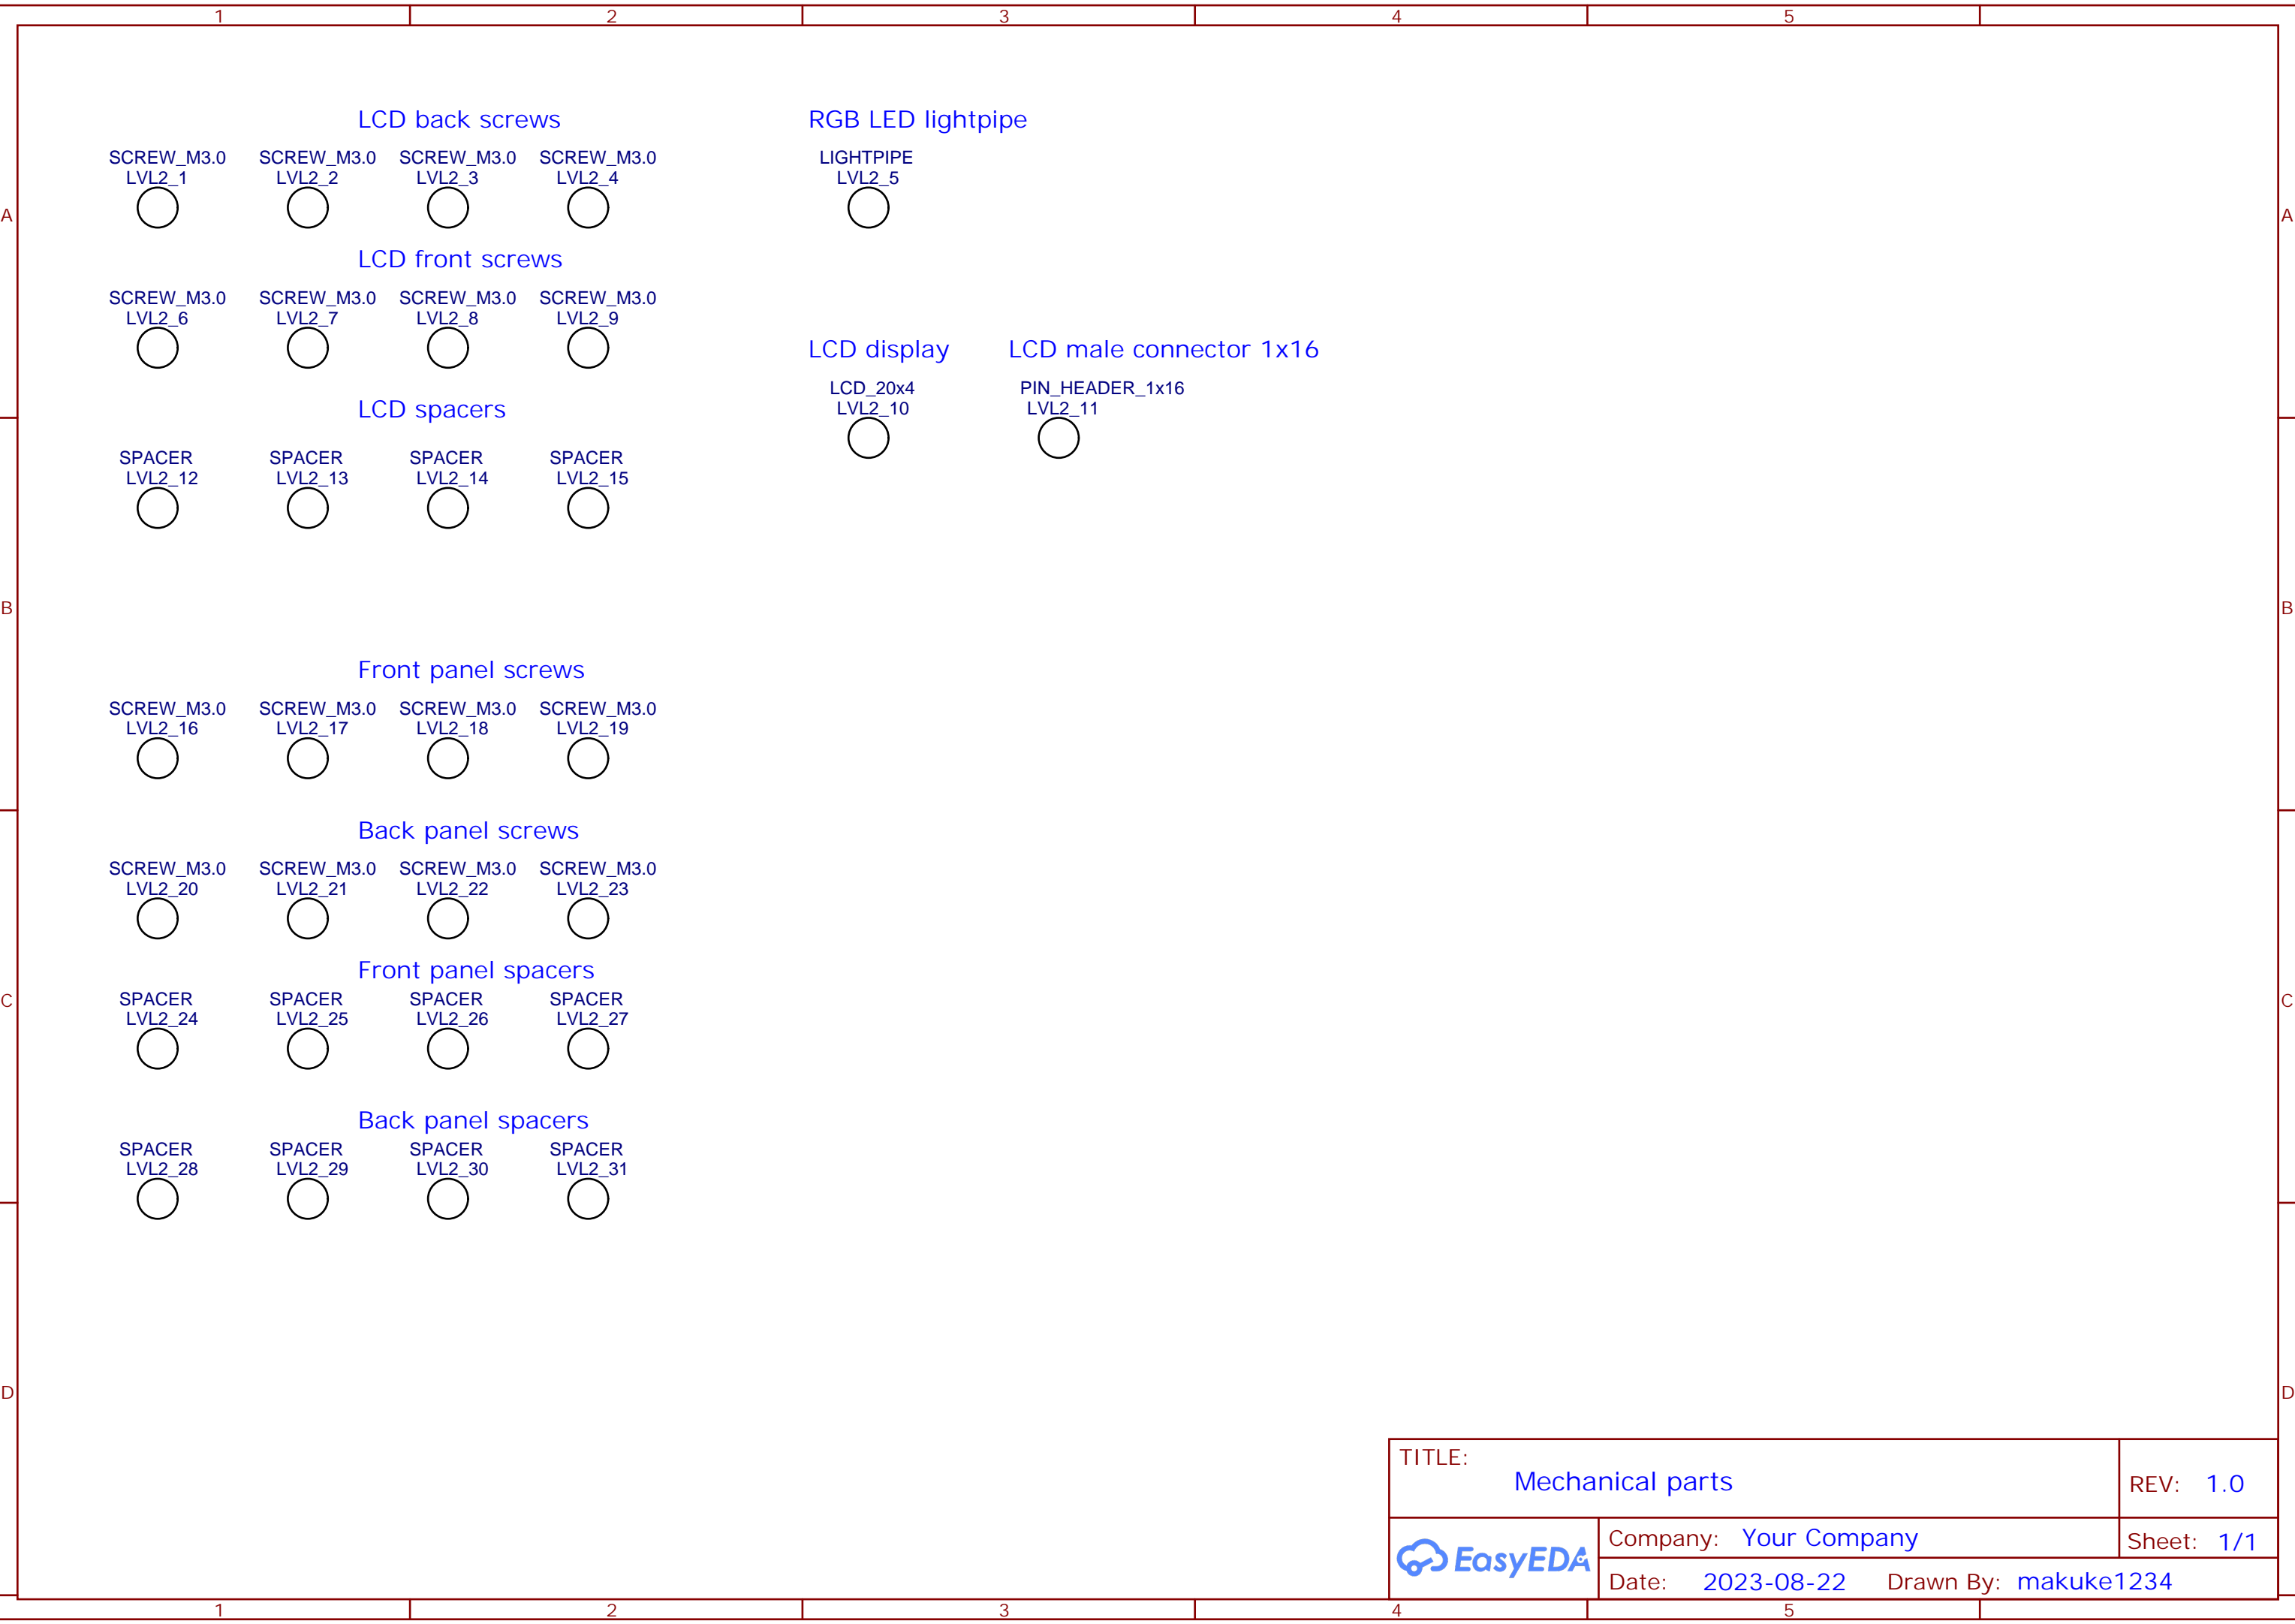 1 2 3 4 5
LCD back screws RGB LED lightpipe
SCREW_M3.0 SCREW_M3.0 SCREW_M3.0 SCREW_M3.0 LIGHTPIPE
LVL2_1 LVL2_2 LVL2_3 LVL2_4 LVL2_5
A A
LCD front screws
SCREW_M3.0 SCREW_M3.0 SCREW_M3.0 SCREW_M3.0
LVL2_6 LVL2_7 LVL2_8 LVL2_9
LCD display LCD male connector 1x16
LCD_20x4 PIN_HEADER_1x16
LVL2_10 LVL2_11
LCD spacers
SPACER SPACER SPACER SPACER
LVL2_12 LVL2_13 LVL2_14 LVL2_15
B B
Front panel screws
SCREW_M3.0 SCREW_M3.0 SCREW_M3.0 SCREW_M3.0
LVL2_16 LVL2_17 LVL2_18 LVL2_19
Back panel screws
SCREW_M3.0 SCREW_M3.0 SCREW_M3.0 SCREW_M3.0
LVL2_20 LVL2_21 LVL2_22 LVL2_23
Front panel spacers
C C
SPACER SPACER SPACER SPACER
LVL2_24 LVL2_25 LVL2_26 LVL2_27
Back panel spacers
SPACER SPACER SPACER SPACER
LVL2_28 LVL2_29 LVL2_30 LVL2_31
D D
TITLE:
Mechanical parts
REV: 1.0
EasyEDA
Company: Your Company
Sheet: 1/1
Date: 2023-08-22 Drawn By: makuke1234
1 2 3 4 5